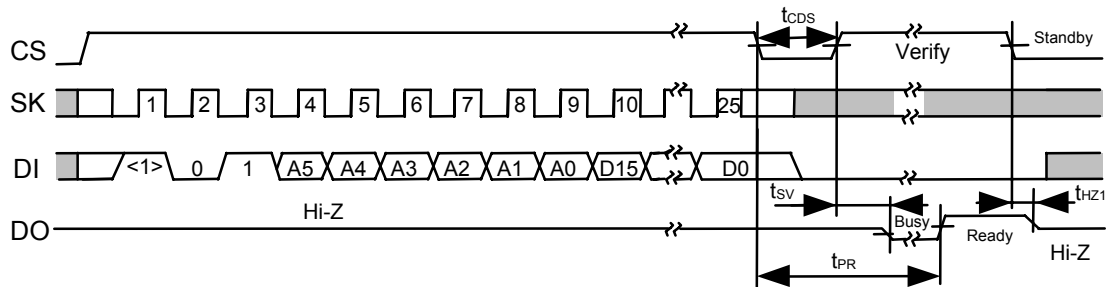 tCDS
CS
Verify
Standby
SK
1 2 3 4 5 6 7 8 9 10 25
DI
<1> 0 1 A5 A4 A3 A2 A1 A0 D15 D0
tSV
tHZ1
Hi-Z
Busy
DO
Ready
Hi-Z
tPR